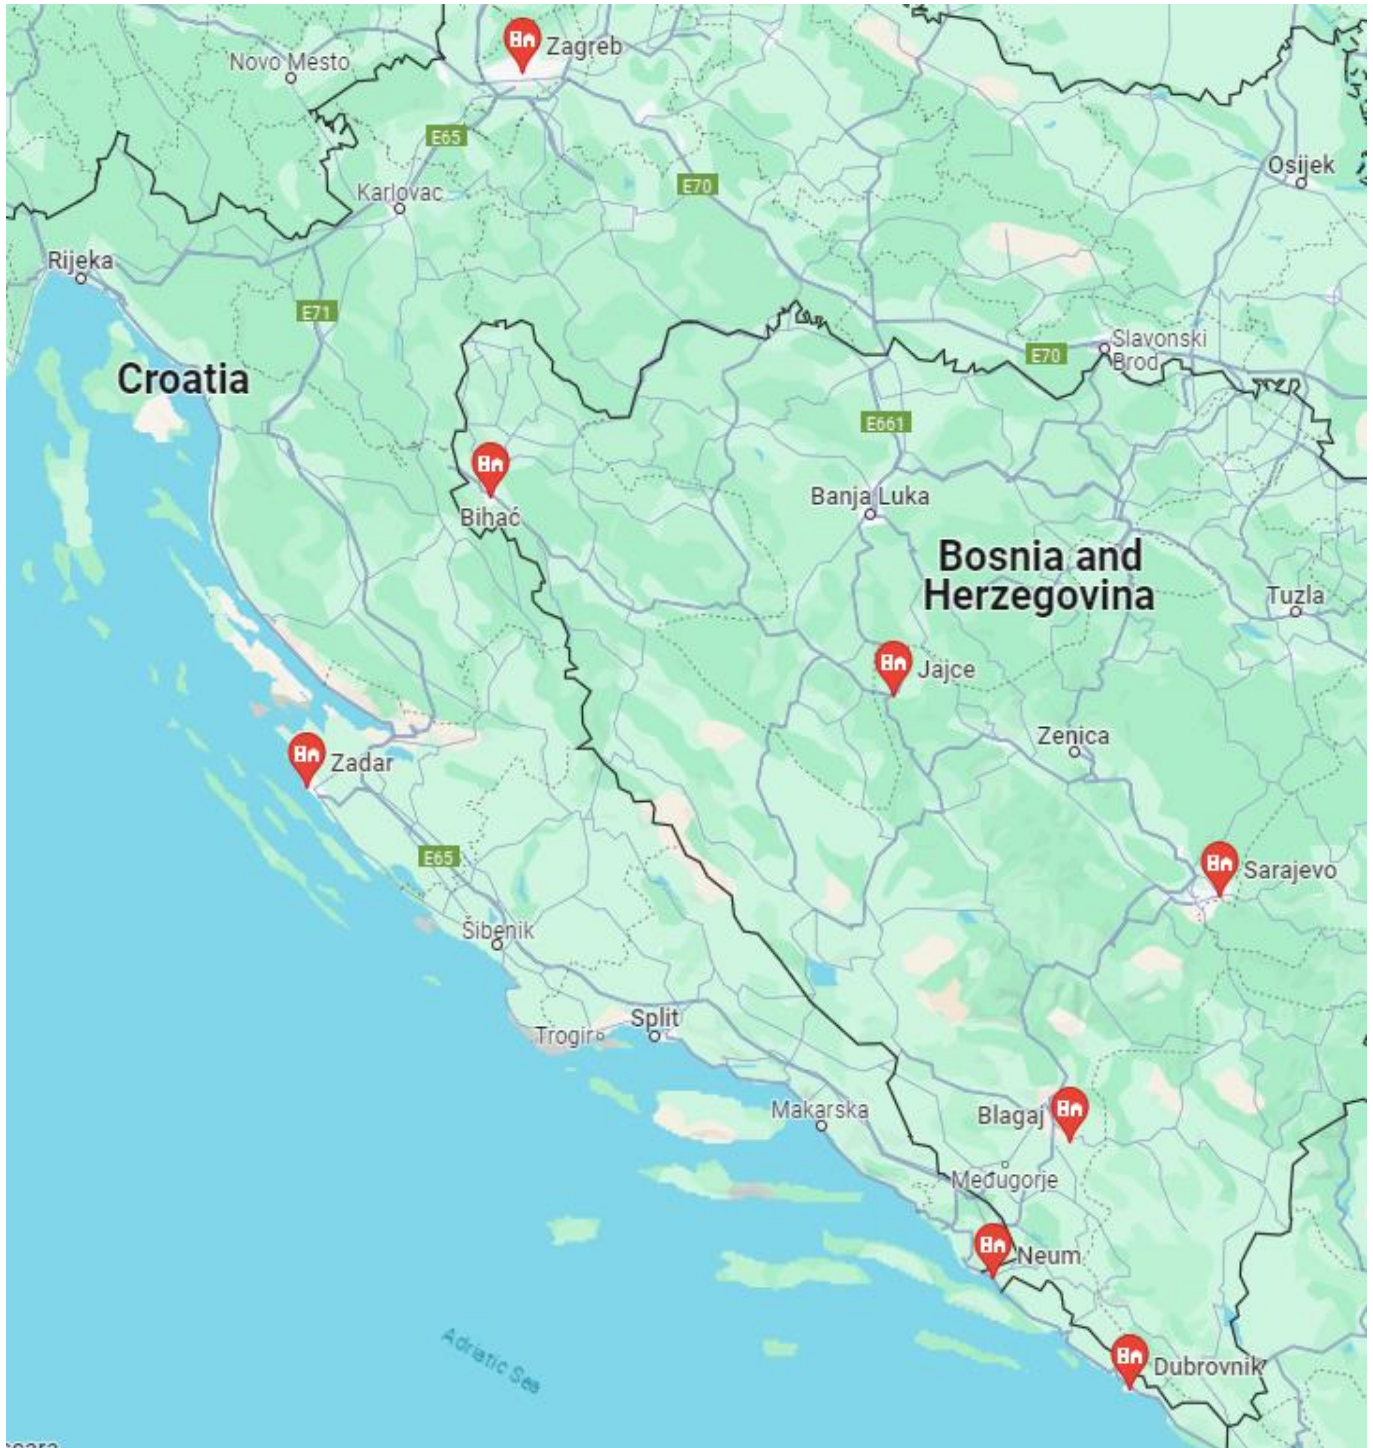 Zagreb
Novo Mesto
E65
Osijek
E70
Karlovac
Rijeka
E71
Slavonski
Brod
E70
Croatia
E661
Banja Luka
Bihać
Bosnia and
Herzegovina
Tuzla
Jajce
Zenica
Zadar
E65
Sarajevo
Šibenik
Split
Trogir
Makarska
Blagaj
Međugorje
Neum
Adriatic Sea
Dubrovnik